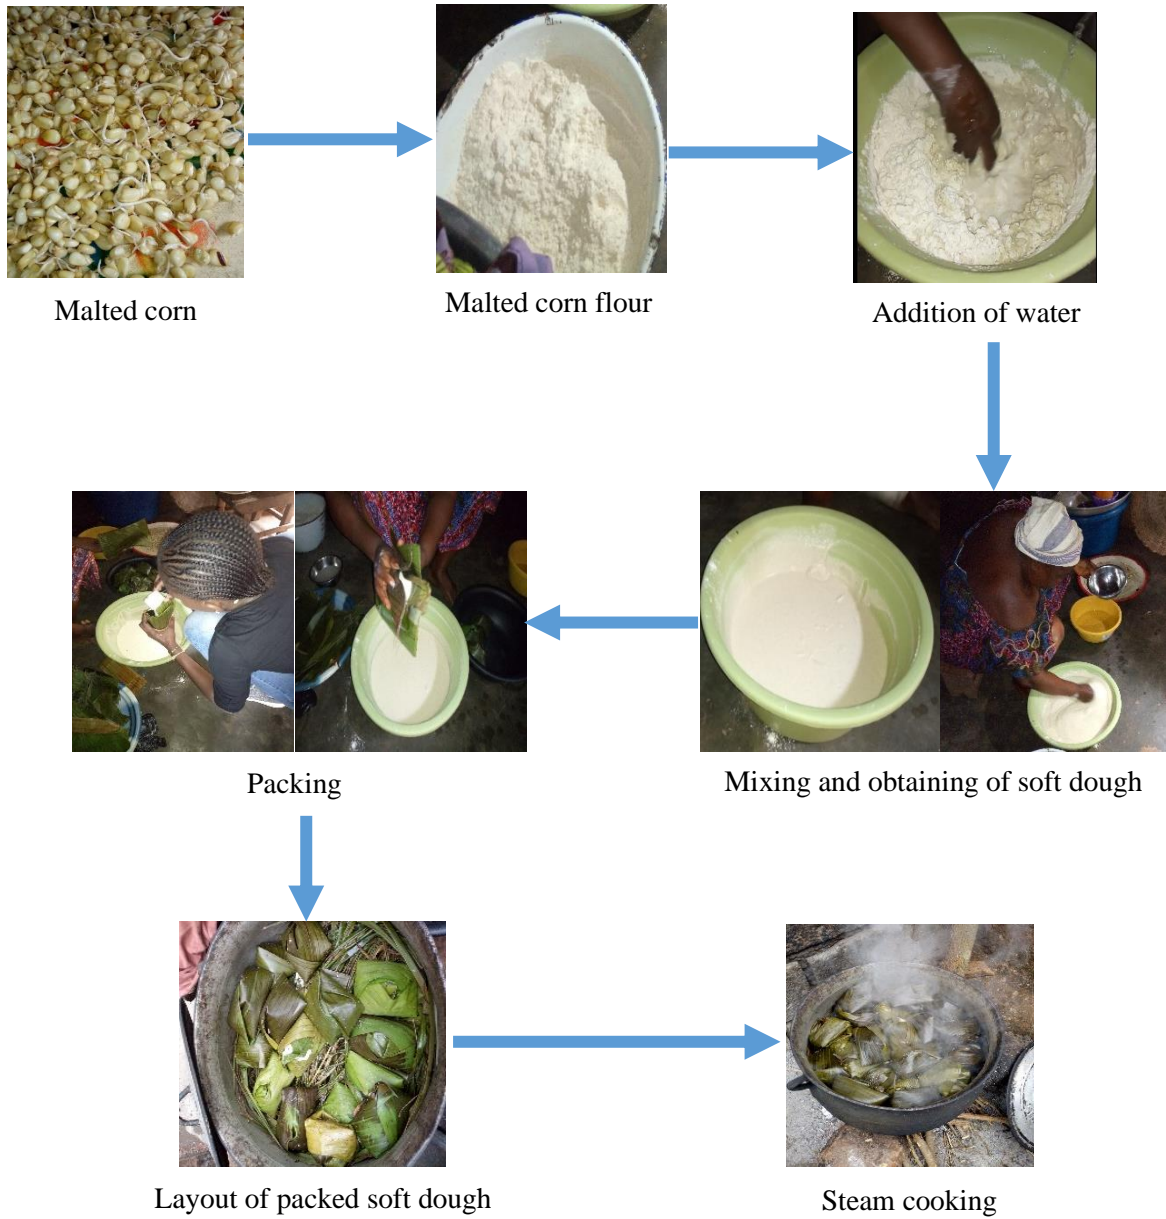 Malted corn
Malted corn flour
Addition of water
Mixing and obtaining of soft dough
Packing
Layout of packed soft dough
Steam cooking